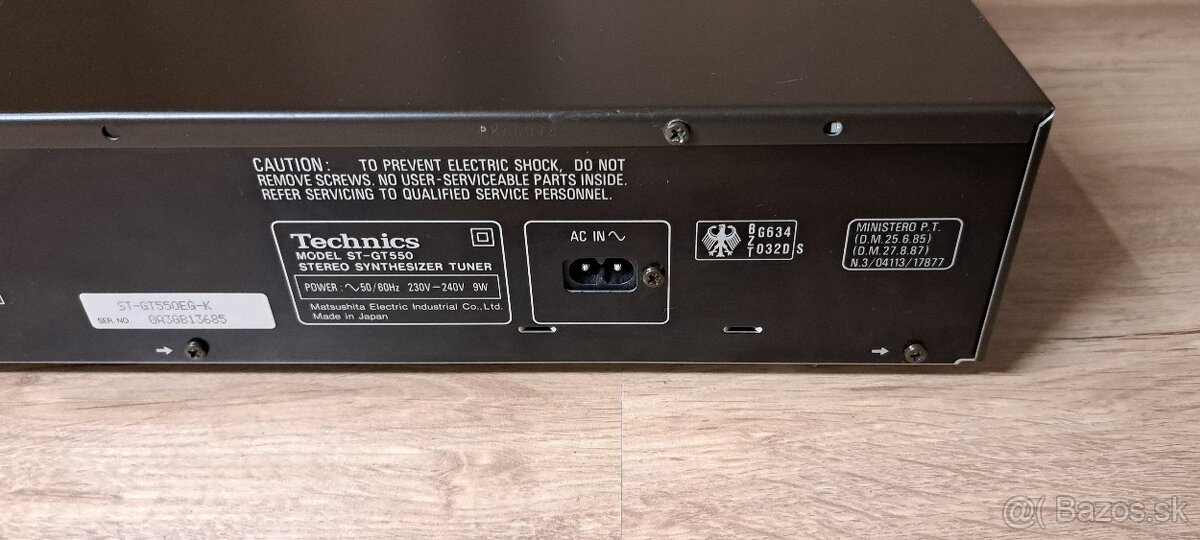 CAUTION: TO PREVENT ELECTRIC SHOCK, DO NOT
REMOVE SCREWS. NO USER-SERVICEABLE PARTS INSIDE.
REFER SERVICING TO QUALIFIED SERVICE PERSONNEL.
Technics
MODEL ST-GT550
STEREO SYNTHESIZER TUNER
POWER: ∿50/60Hz 230V-240V 9W
Matsushita Electric Industrial Co., Ltd.
Made in Japan
AC IN ∿
BZT
G634
032D S
MINISTERO P.T.
(D.M.25.6.85)
(D.M.27.8.87)
N.3/04113/17877
ST-GT550EG-K
SER NO. 0A3GB13685
@( Bazos.sk